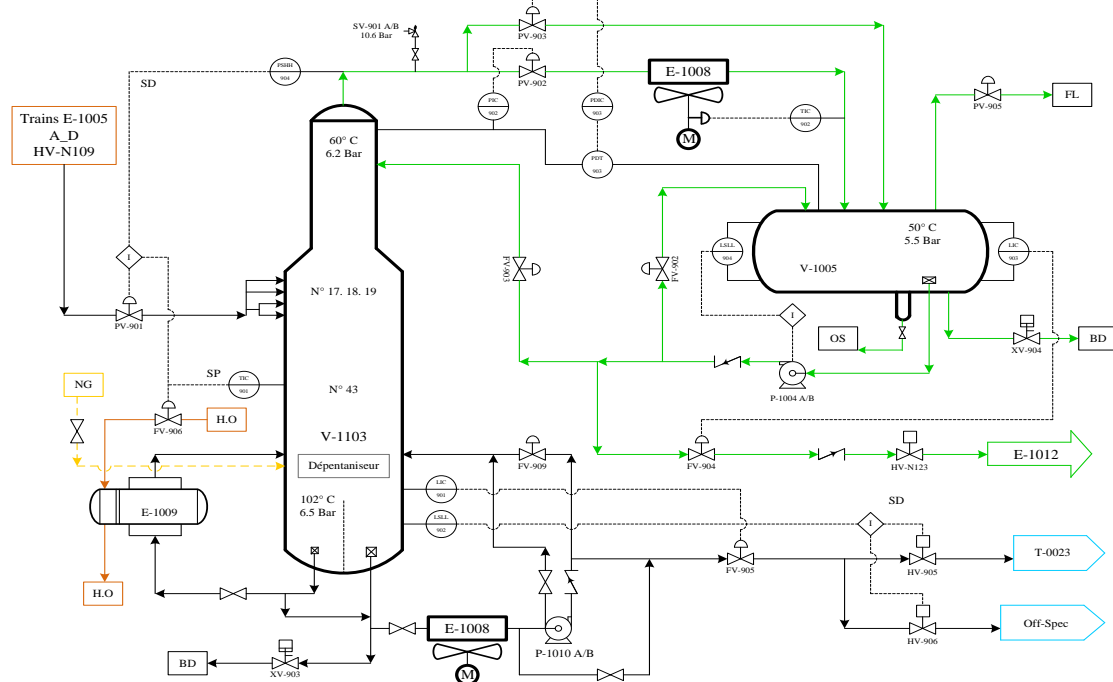 SV-901 A/B
10.6 Bar
PV-903
PSHH
904
SD
PIC
902
PV-902
E-1008
PDIC
903
M
TIC
902
PV-905
FL
Trains E-1005
A_D
HV-N109
60° C
6.2 Bar
PDT
903
I
PV-901
FV-903
FV-902
LSLL
904
50° C
5.5 Bar
V-1005
LIC
903
N° 17. 18. 19
I
OS
XV-904
BD
P-1004 A/B
SP
TIC
901
NG
H.O
FV-906
N° 43
V-1103
Dépentaniseur
FV-909
FV-904
HV-N123
E-1012
E-1009
102° C
6.5 Bar
LIC
901
LSLL
902
SD
I
FV-905
HV-905
T-0023
H.O
E-1008
M
P-1010 A/B
HV-906
Off-Spec
BD
XV-903